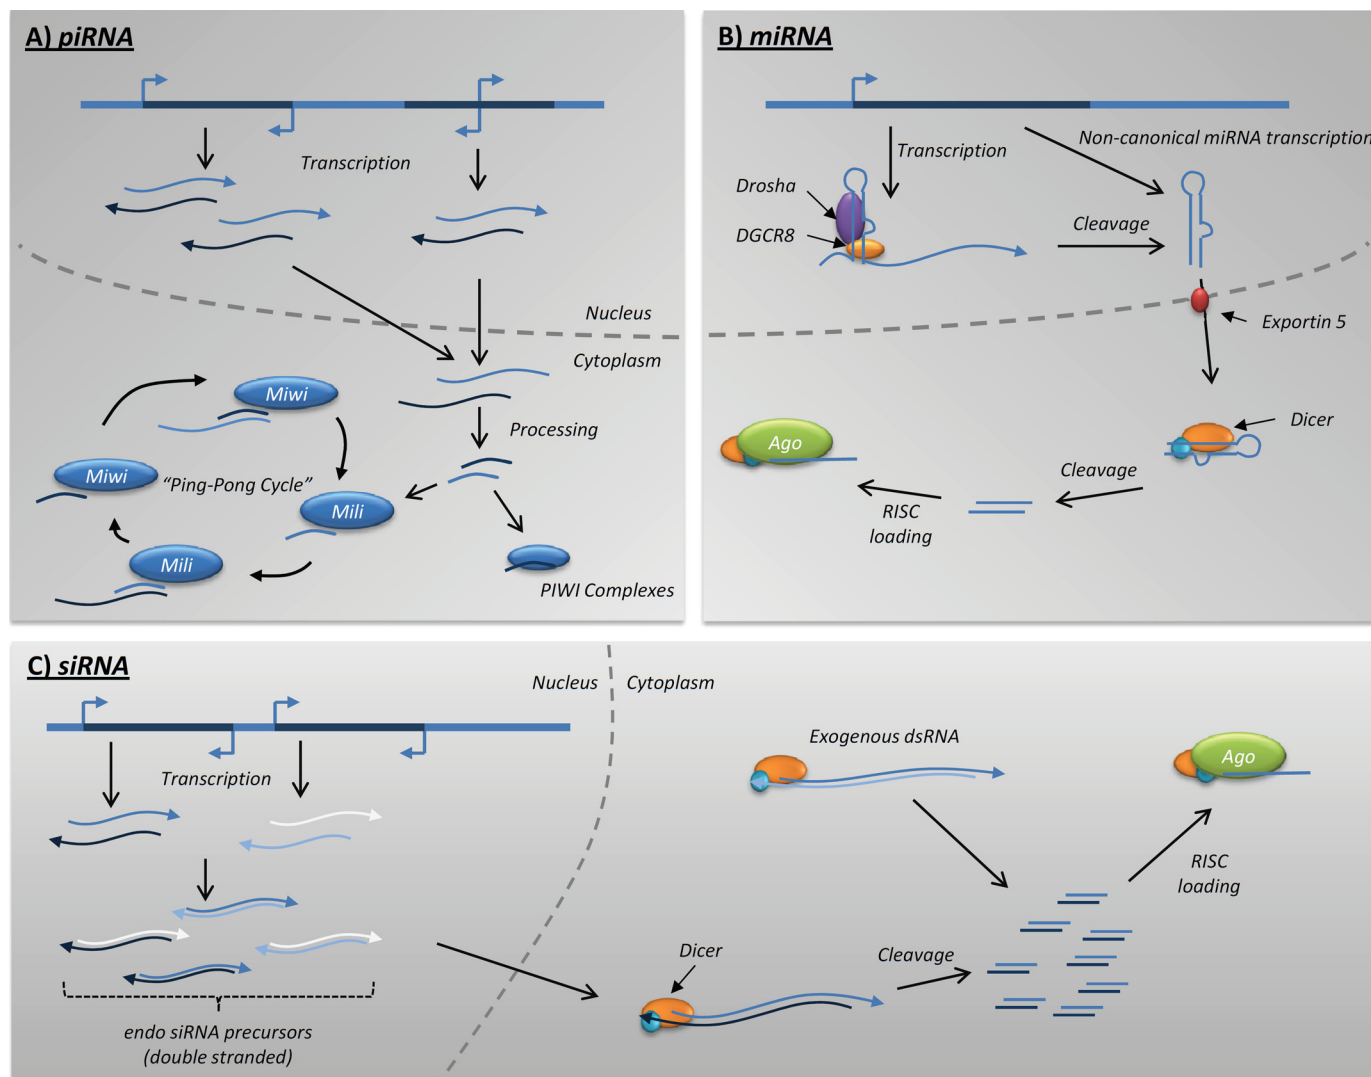 A) piRNA
Transcription
Nucleus
Cytoplasm
Processing
Miwi
Miwi
"Ping-Pong Cycle"
Mili
Mili
PIWI Complexes
B) miRNA
Non-canonical miRNA transcription
Transcription
Drosha
DGCR8
Cleavage
Exportin 5
Dicer
Ago
Cleavage
RISC
loading
C) siRNA
Nucleus
Cytoplasm
Transcription
endo siRNA precursors
(double stranded)
Exogenous dsRNA
Ago
RISC
loading
Dicer
Cleavage